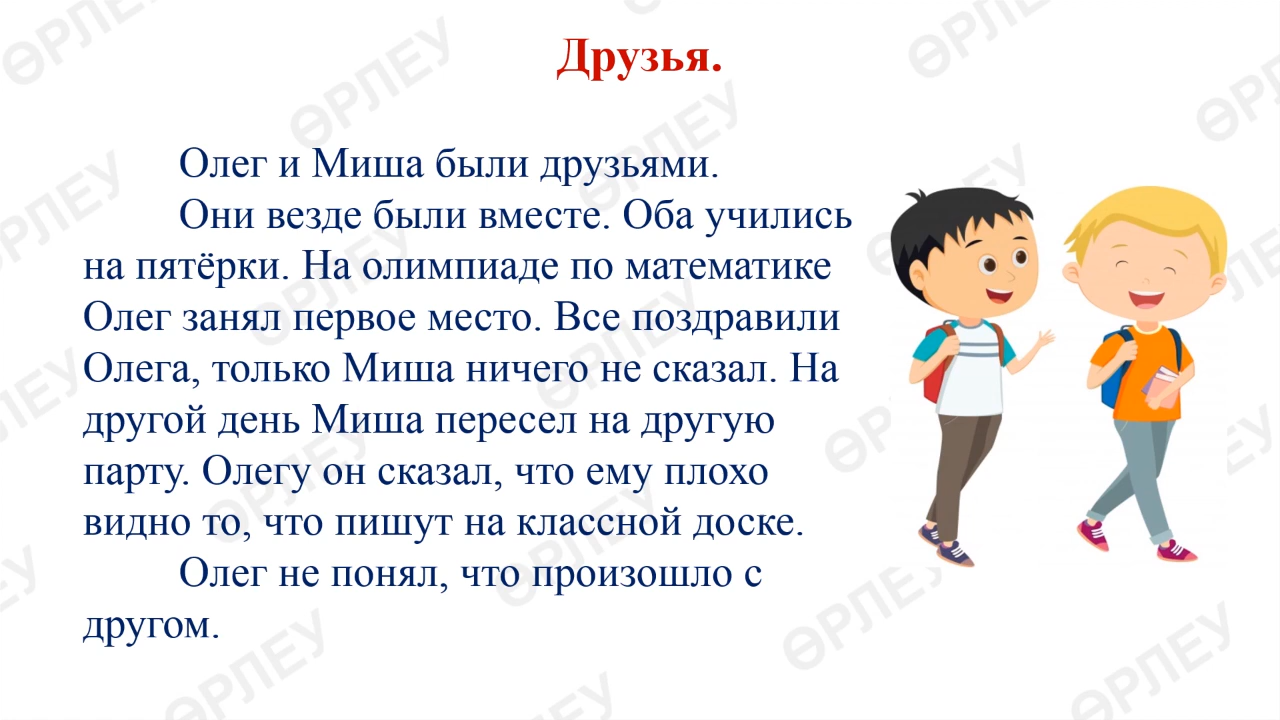 Друзья.
Олег и Миша были друзьями.
Они везде были вместе. Оба учились
на пятёрки. На олимпиаде по математике
Олег занял первое место. Все поздравили
Олега, только Миша ничего не сказал. На
другой день Миша пересел на другую
парту. Олегу он сказал, что ему плохо
видно то, что пишут на классной доске.
Олег не понял, что произошло с
другом.
ӨРЛЕУ